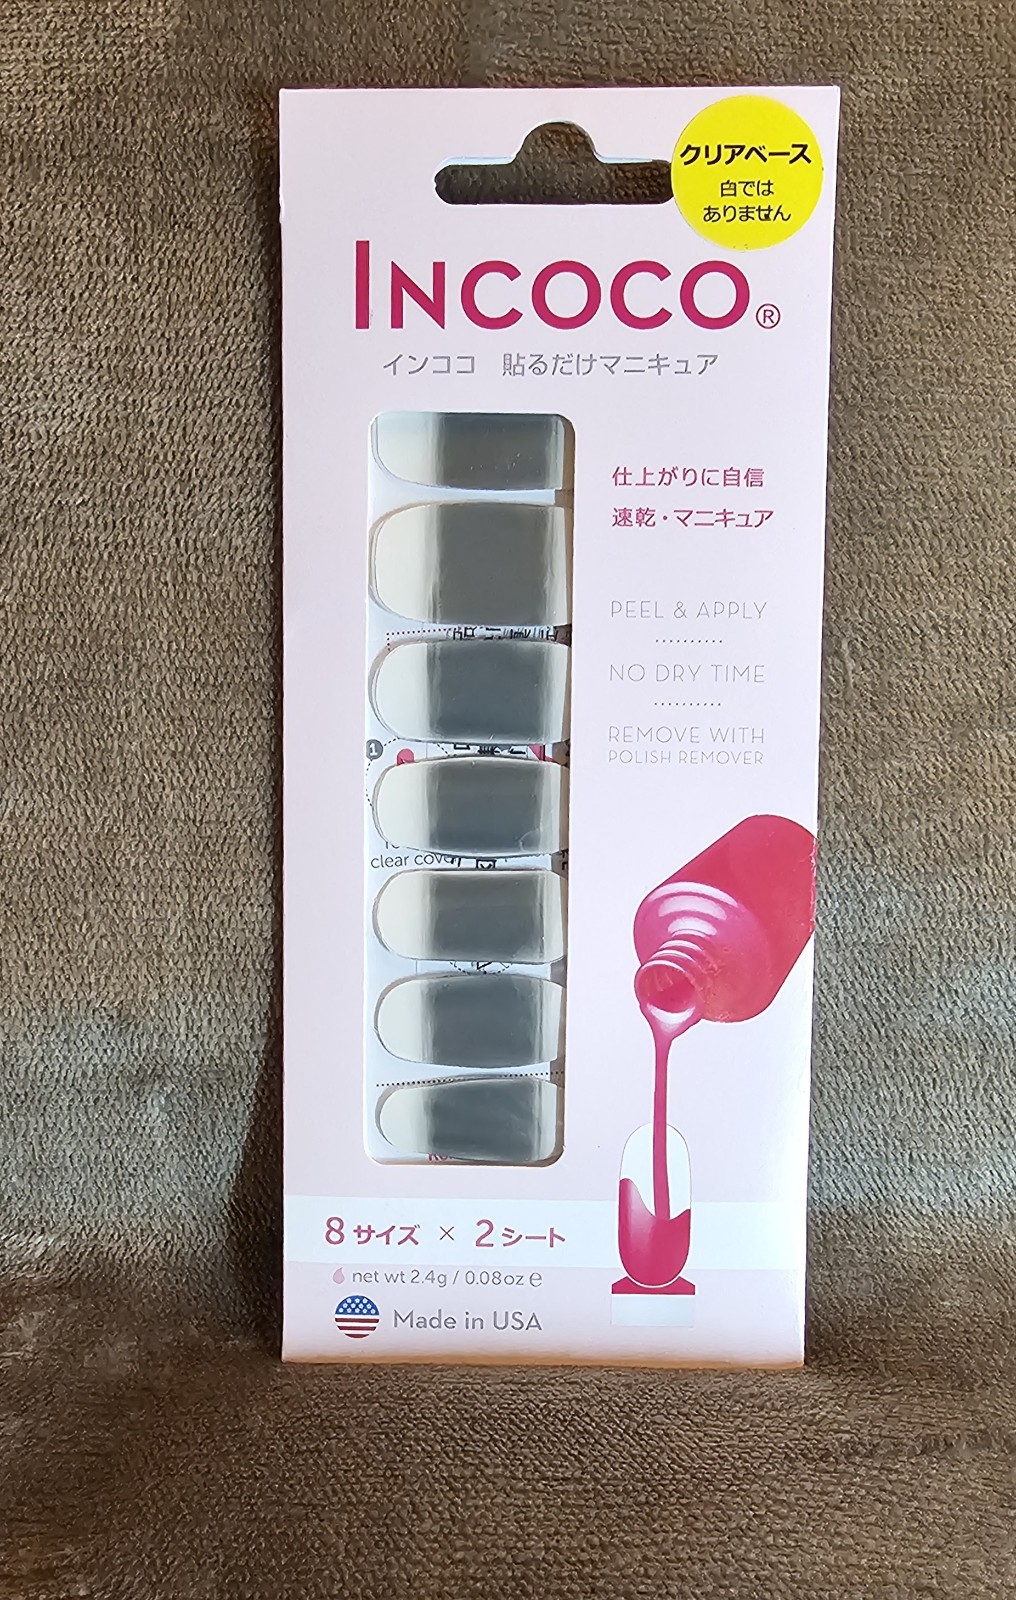 クリアベース
白では
ありません
INCOCO®
インココ 貼るだけマニキュア
仕上がりに自信
速乾・マニキュア
PEEL & APPLY
NO DRY TIME
REMOVE WITH
POLISH REMOVER
1
clear cov
8サイズ × 2シート
net wt 2.4g / 0.08oz ℮
Made in USA